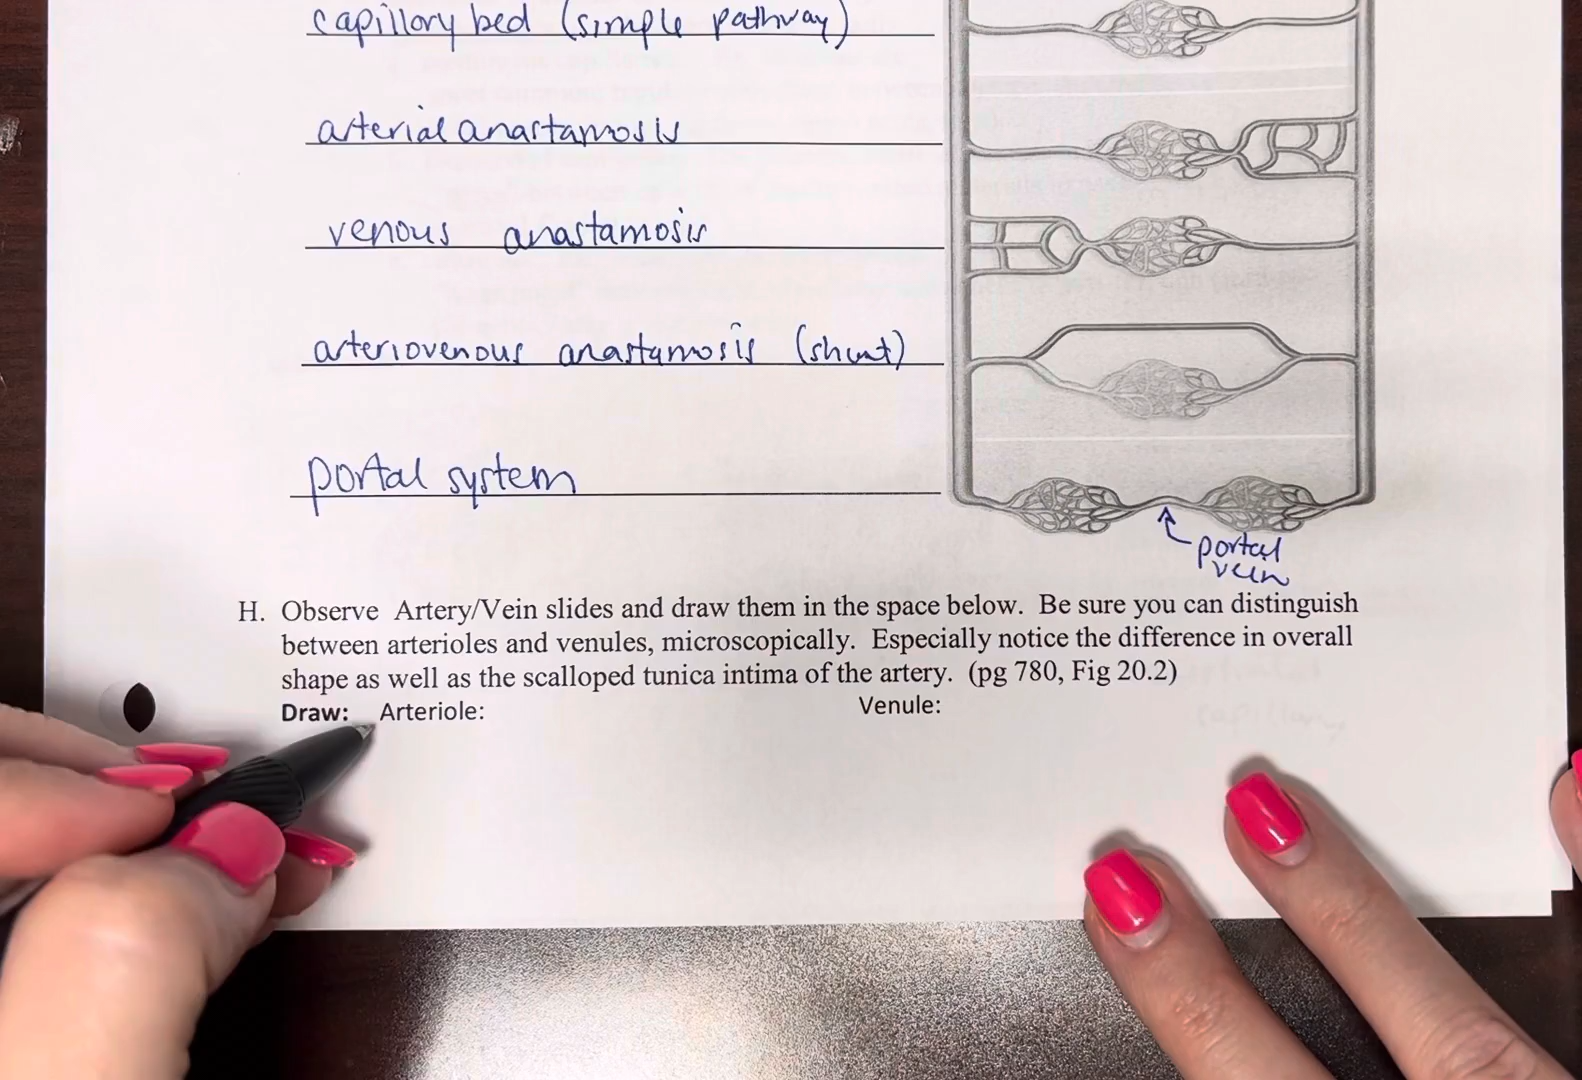 capillary bed (simple pathway)
arterial anastamosis
venous anastamosis
arteriovenous anastamosis (shunt)
portal system
portal
vein
H. Observe Artery/Vein slides and draw them in the space below. Be sure you can distinguish
between arterioles and venules, microscopically. Especially notice the difference in overall
shape as well as the scalloped tunica intima of the artery. (pg 780, Fig 20.2)
Draw: Arteriole: Venule: